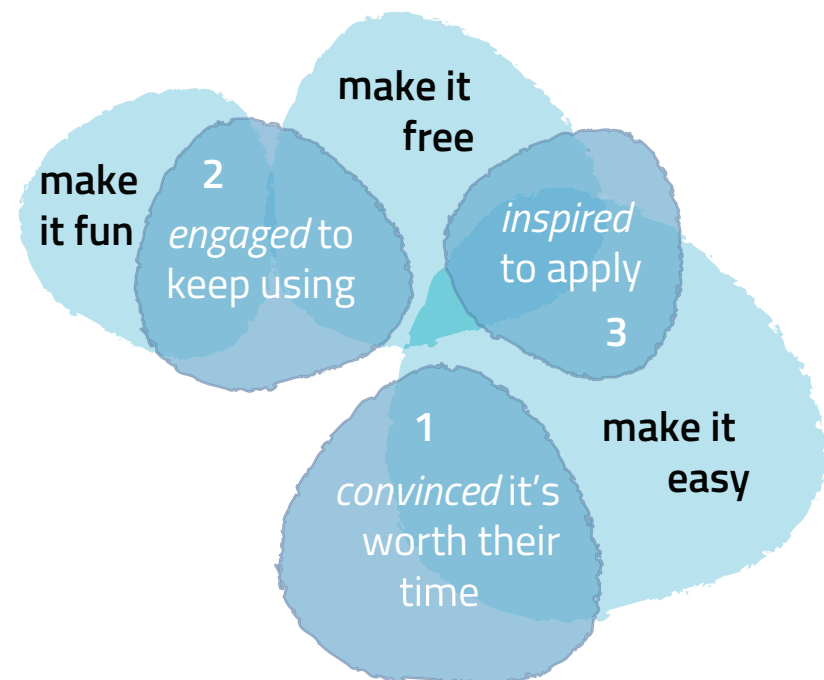 make it
free
make
it fun
2
engaged to
keep using
inspired
to apply
3
1
convinced it's
worth their
time
make it
easy